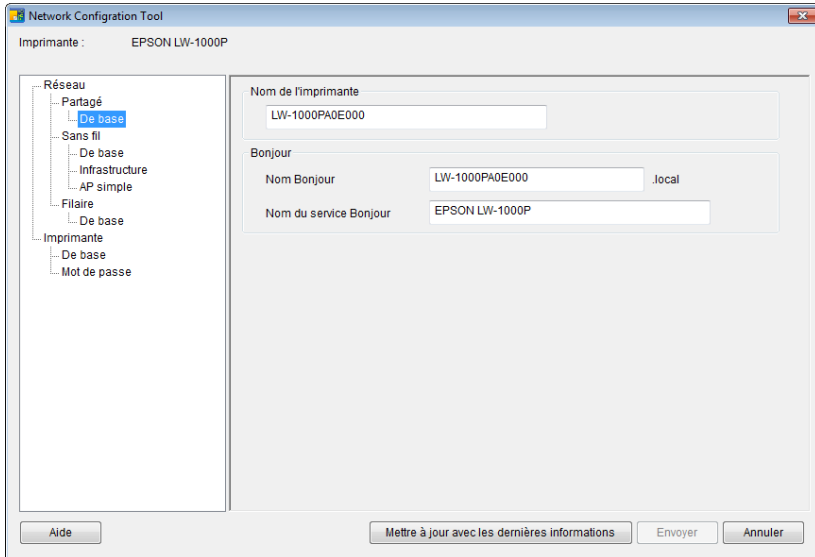 Network Configration Tool
Imprimante : EPSON LW-1000P
Réseau
Partagé
De base
Sans fil
De base
Infrastructure
AP simple
Filaire
De base
Imprimante
De base
Mot de passe
Nom de l'imprimante
LW-1000PA0E000
Bonjour
Nom Bonjour LW-1000PA0E000 .local
Nom du service Bonjour EPSON LW-1000P
Aide Mettre à jour avec les dernières informations Envoyer Annuler